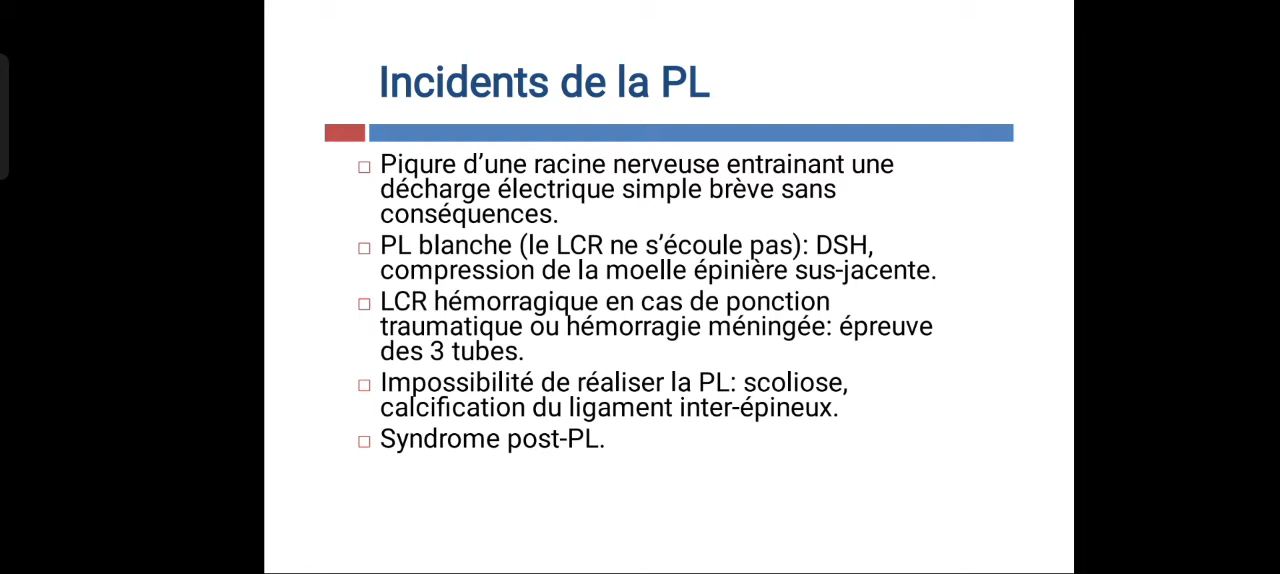 Incidents de la PL
□ Piqure d’une racine nerveuse entrainant une
décharge électrique simple brève sans
conséquences.
□ PL blanche (le LCR ne s’écoule pas): DSH,
compression de la moelle épinière sus-jacente.
□ LCR hémorragique en cas de ponction
traumatique ou hémorragie méningée: épreuve
des 3 tubes.
□ Impossibilité de réaliser la PL: scoliose,
calcification du ligament inter-épineux.
□ Syndrome post-PL.